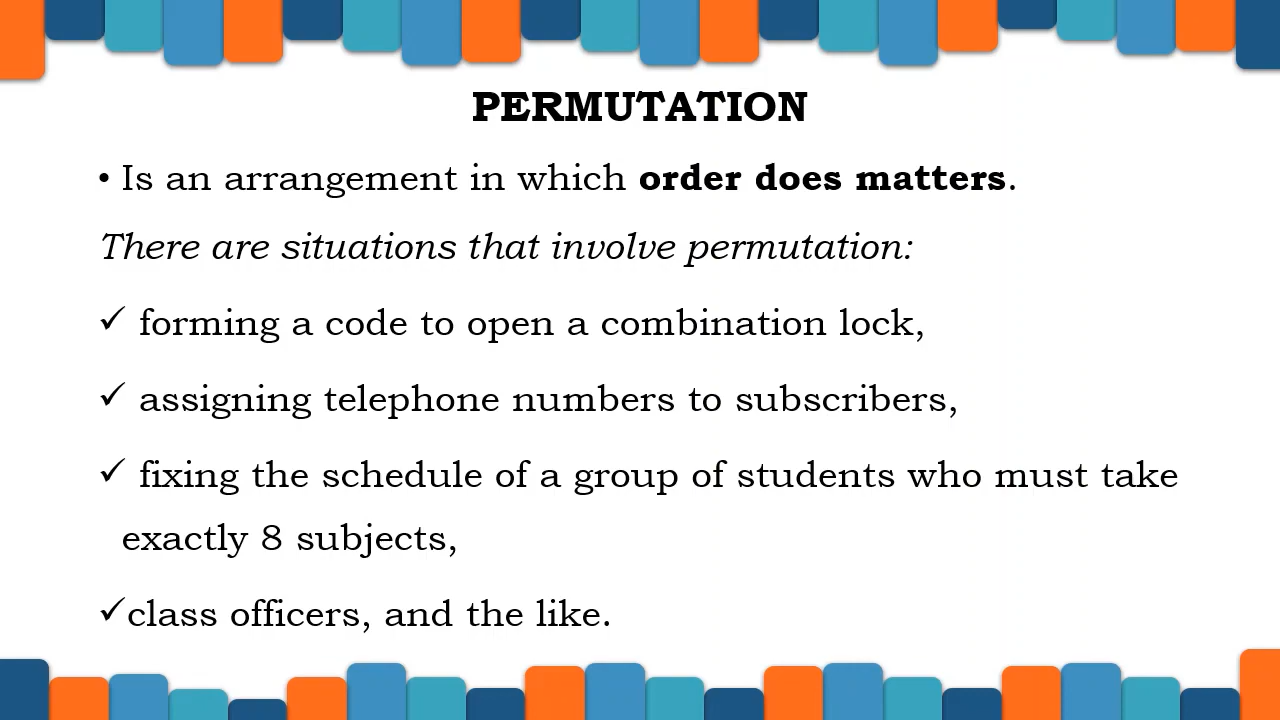 PERMUTATION
• Is an arrangement in which order does matters.
There are situations that involve permutation:
✓ forming a code to open a combination lock,
✓ assigning telephone numbers to subscribers,
✓ fixing the schedule of a group of students who must take
exactly 8 subjects,
✓class officers, and the like.